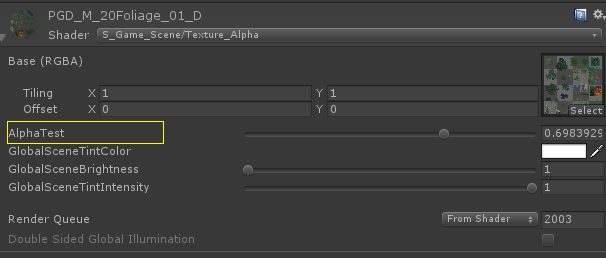 PGD_M_20Foliage_01_D
Shader S_Game_Scene/Texture_Alpha
Base (RGBA)
Tiling X 1 Y 1
Offset X 0 Y 0
Select
AlphaTest 0.6983929
GlobalSceneTintColor
GlobalSceneBrightness 1
GlobalSceneTintIntensity 1
Render Queue From Shader 2003
Double Sided Global Illumination